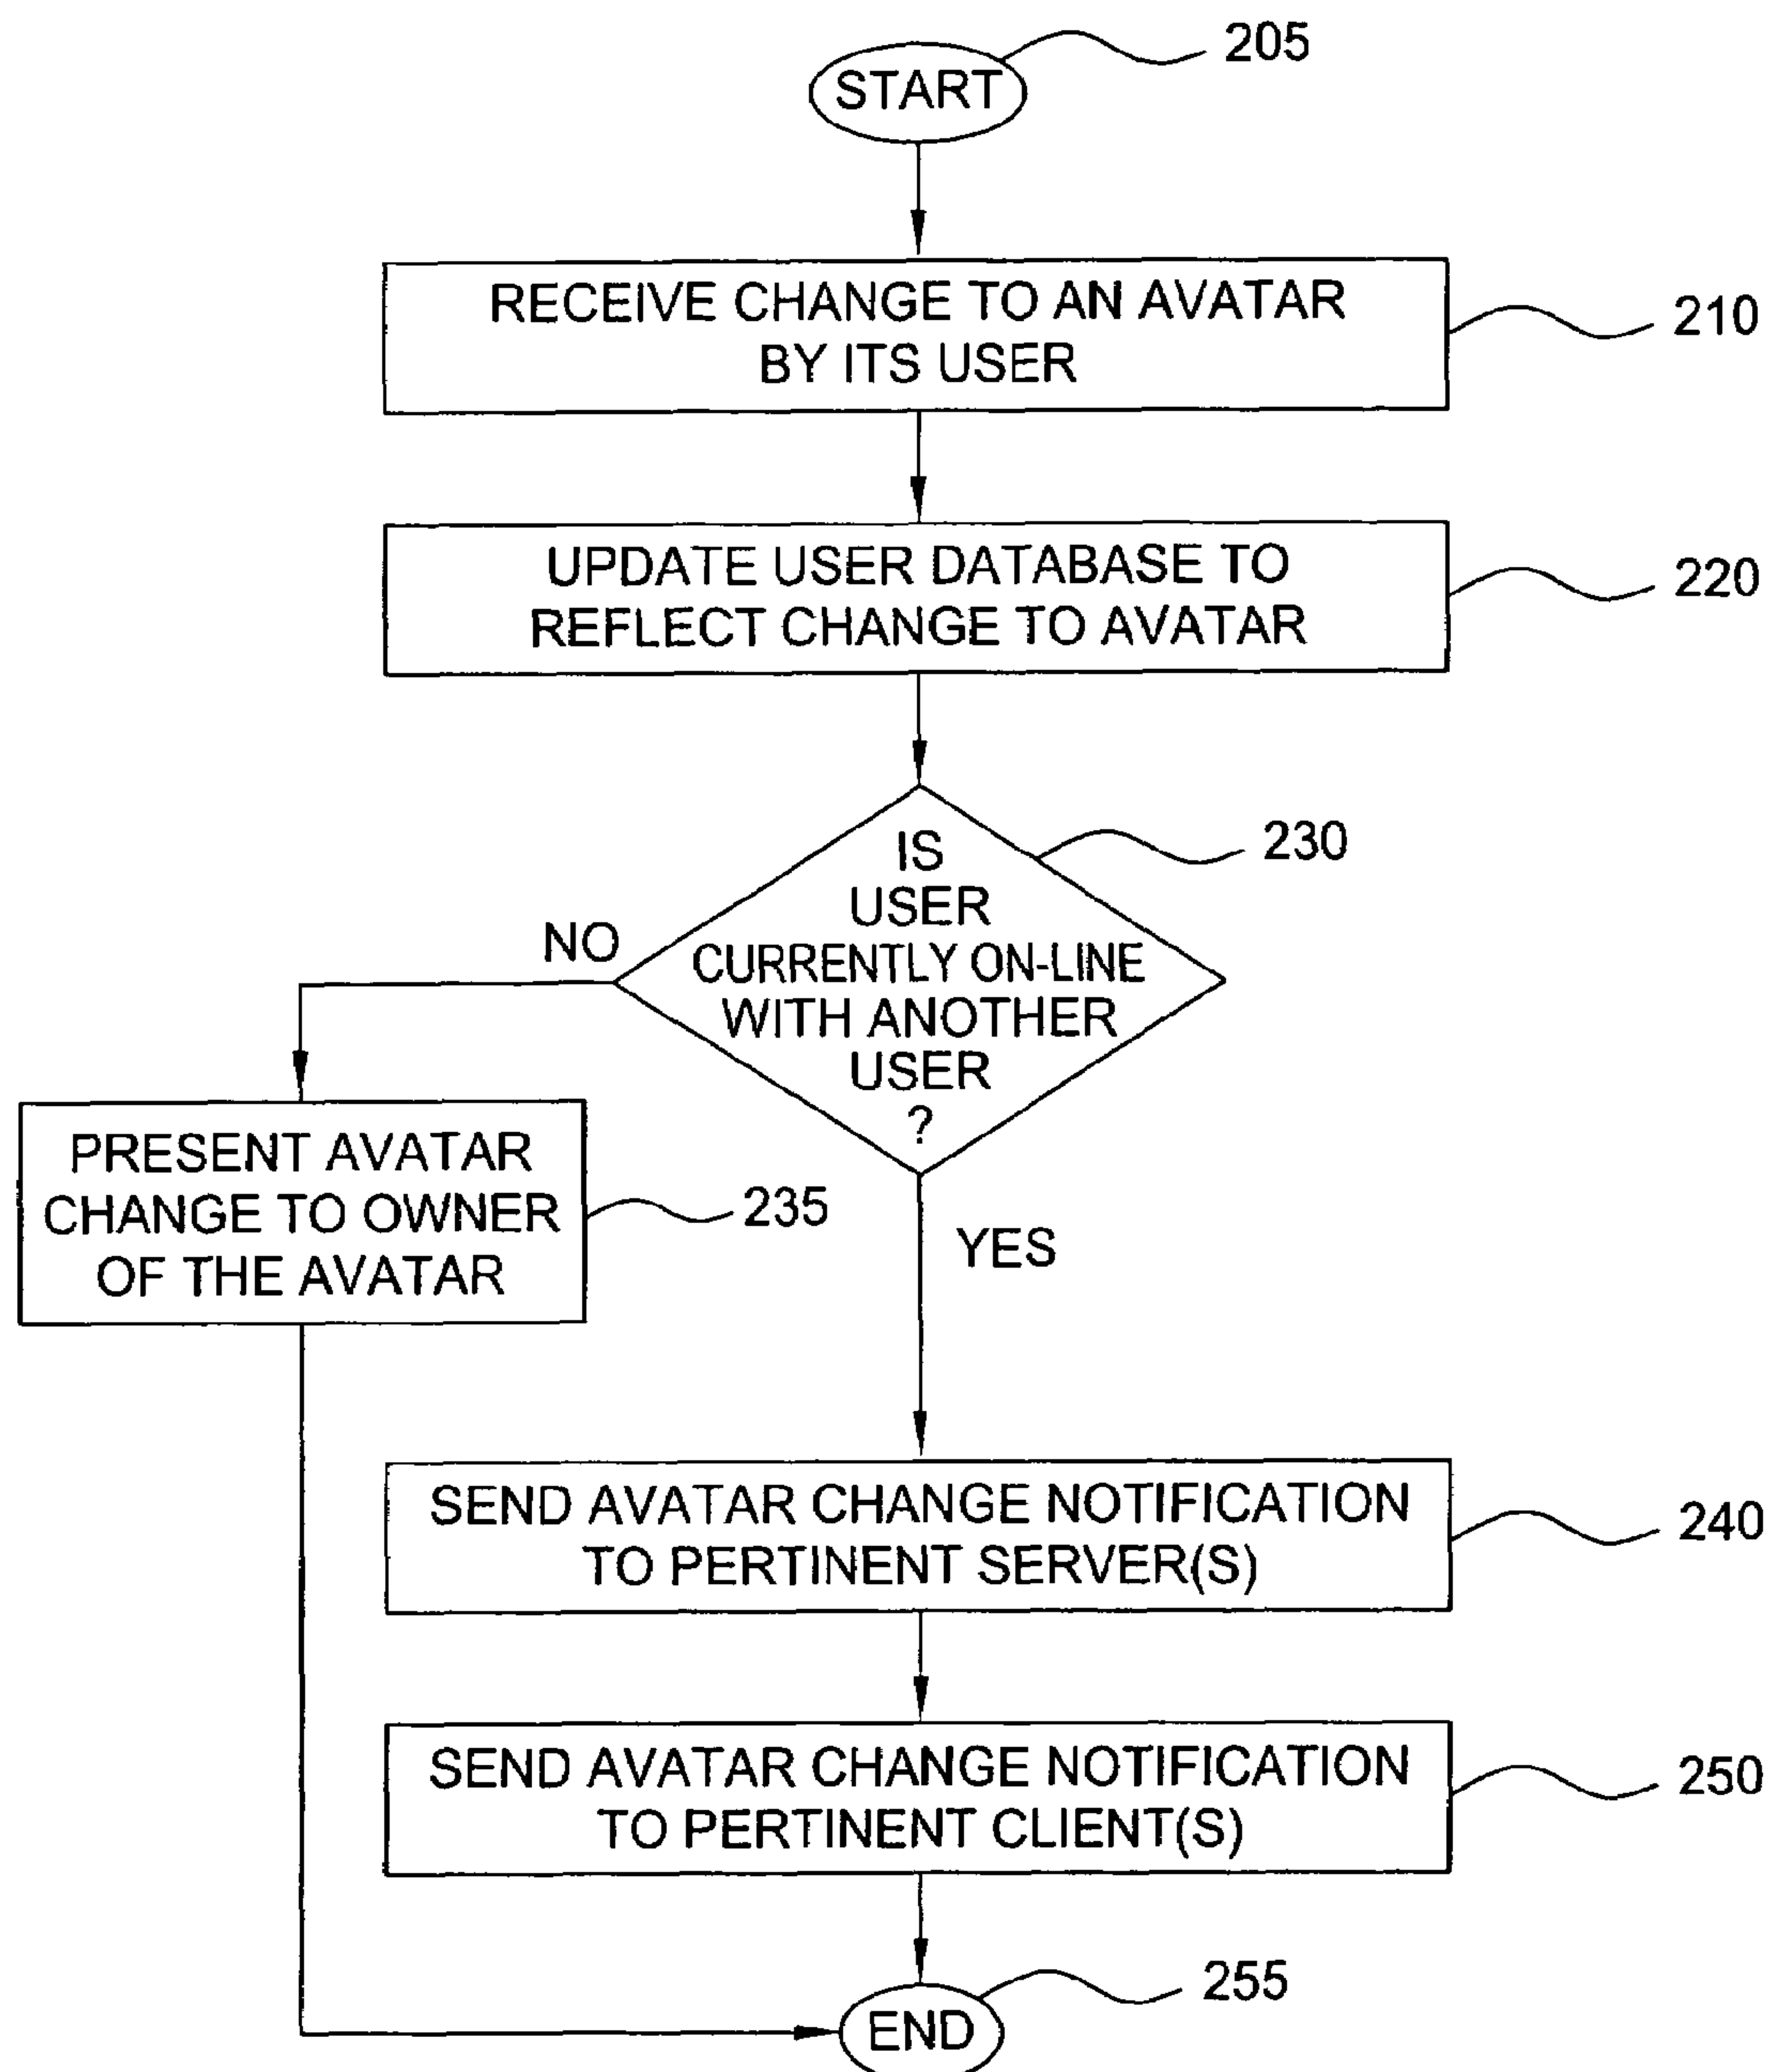 START
205
RECEIVE CHANGE TO AN AVATAR
BY ITS USER
210
UPDATE USER DATABASE TO
REFLECT CHANGE TO AVATAR
220
IS
USER
CURRENTLY ON-LINE
WITH ANOTHER
USER
?
230
NO
PRESENT AVATAR
CHANGE TO OWNER
OF THE AVATAR
235
YES
SEND AVATAR CHANGE NOTIFICATION
TO PERTINENT SERVER(S)
240
SEND AVATAR CHANGE NOTIFICATION
TO PERTINENT CLIENT(S)
250
END
255